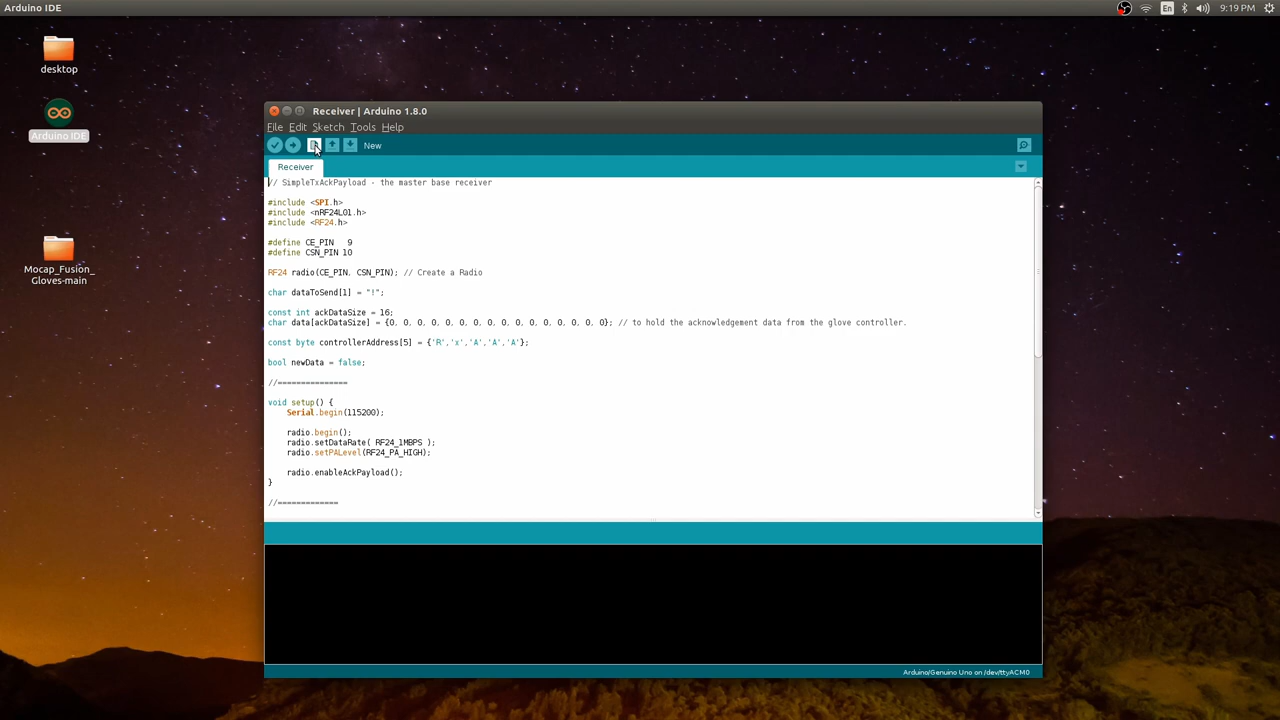 Arduino IDE
En
9:19 PM
desktop
Arduino IDE
Mocap_Fusion_
Gloves-main
Receiver | Arduino 1.8.0
File Edit Sketch Tools Help
New
Receiver
// SimpleTxAckPayload - the master base receiver
#include <SPI.h>
#include <nRF24L01.h>
#include <RF24.h>
#define CE_PIN   9
#define CSN_PIN 10
RF24 radio(CE_PIN, CSN_PIN); // Create a Radio
char dataToSend[1] = "!";
const int ackDataSize = 16;
char data[ackDataSize] = {0, 0, 0, 0, 0, 0, 0, 0, 0, 0, 0, 0, 0, 0, 0, 0}; // to hold the acknowledgement data from the glove controller.
const byte controllerAddress[5] = {'R','x','A','A','A'};
bool newData = false;
//===============
void setup() {
Serial.begin(115200);
radio.begin();
radio.setDataRate( RF24_1MBPS );
radio.setPALevel(RF24_PA_HIGH);
radio.enableAckPayload();
}
//=============
Arduino/Genuino Uno on /dev/ttyACM0